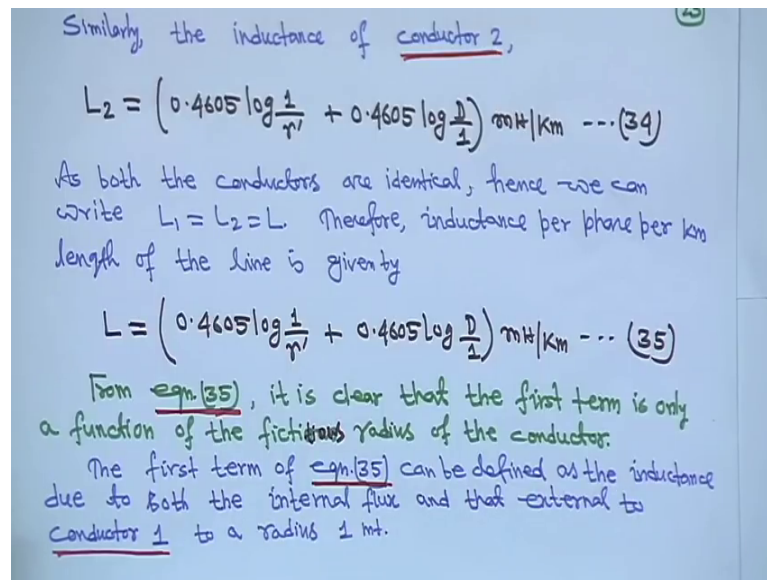 23
Similarly, the inductance of conductor 2,
L₂ = (0.4605 log 1/r' + 0.4605 log D/1) mH/km ---(34)
As both the conductors are identical, hence we can
write L₁ = L₂ = L. Therefore, inductance per phase per km
length of the line is given by
L = (0.4605 log 1/r' + 0.4605 log D/1) mH/km --- (35)
From eqn.(35), it is clear that the first term is only
a function of the fictitious radius of the conductor.
The first term of eqn.(35) can be defined as the inductance
due to both the internal flux and that external to
conductor 1 to a radius 1 mt.